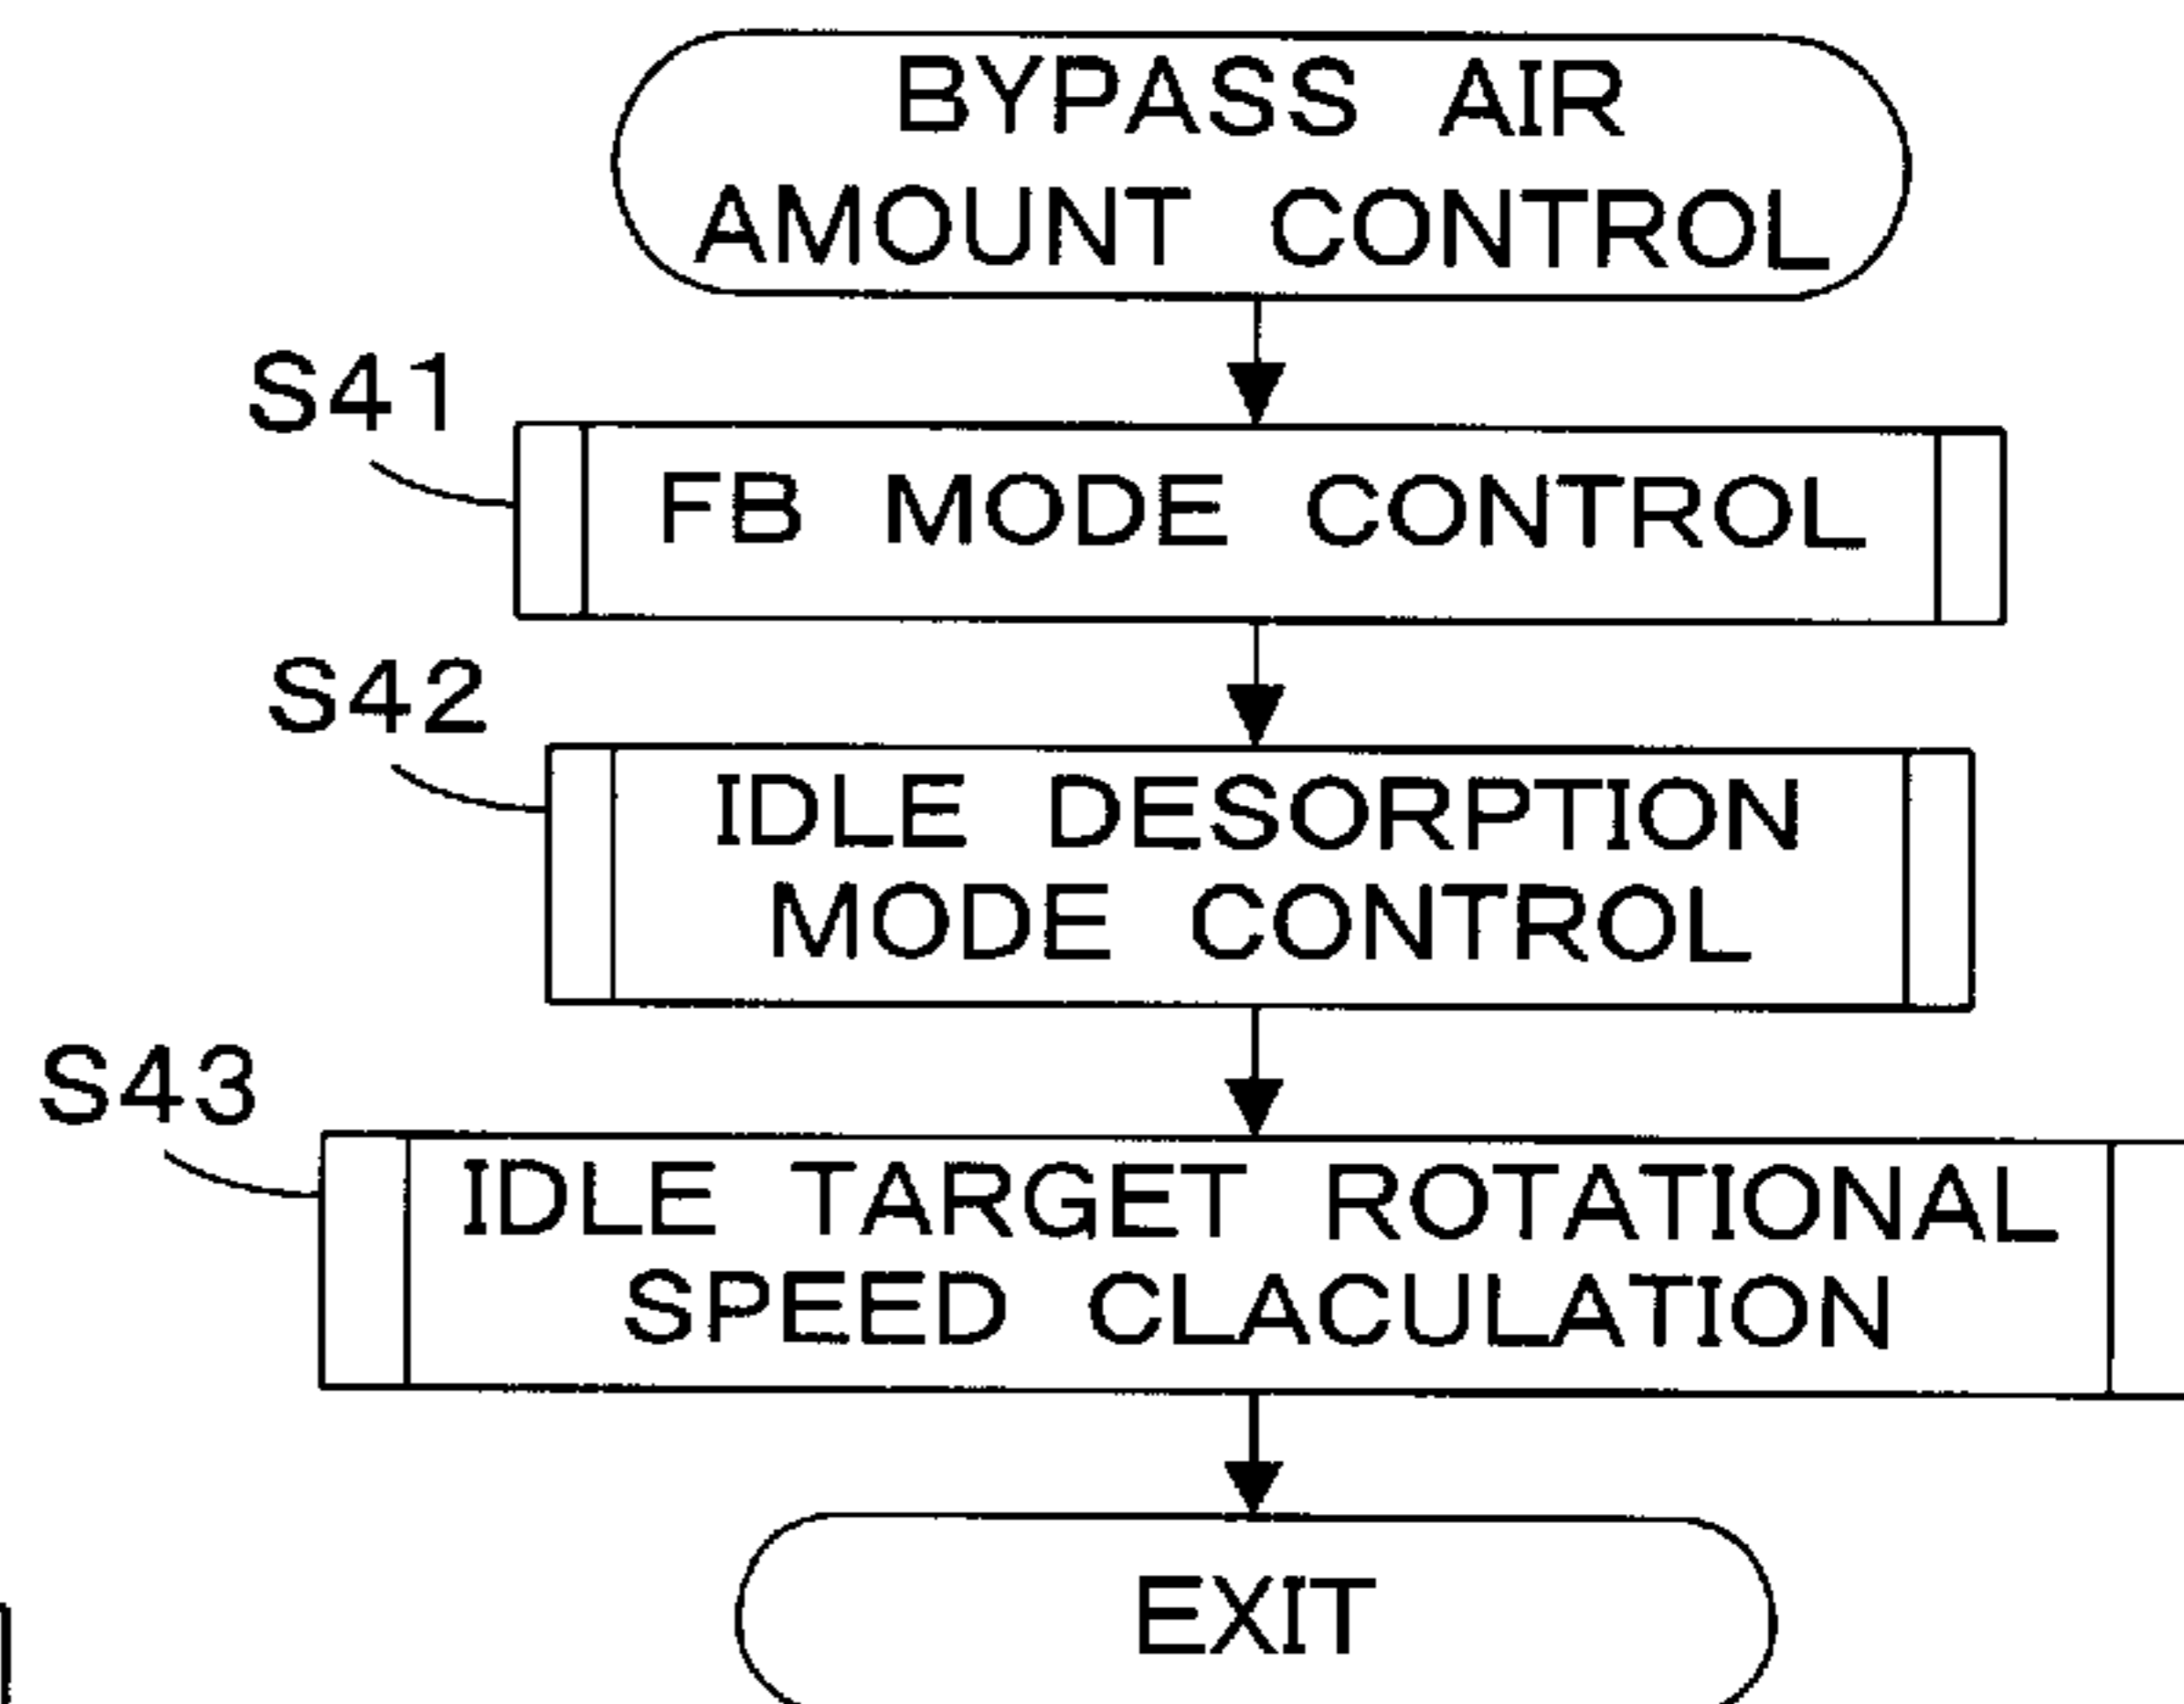 BYPASS AIR
AMOUNT CONTROL
S41
FB MODE CONTROL
S42
IDLE DESORPTION
MODE CONTROL
S43
IDLE TARGET ROTATIONAL
SPEED CLACULATION
EXIT